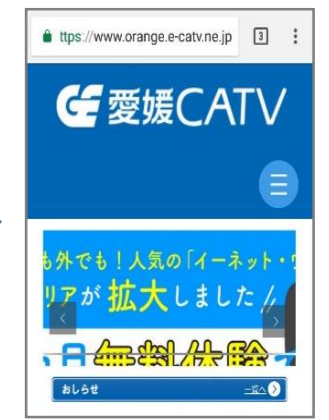 ttps://www.orange.e-catv.ne.jp 3
愛媛CATV
も外でも！人気の「イーネット・
リアが 拡大しました
無料体験
おしらせ 一覧へ